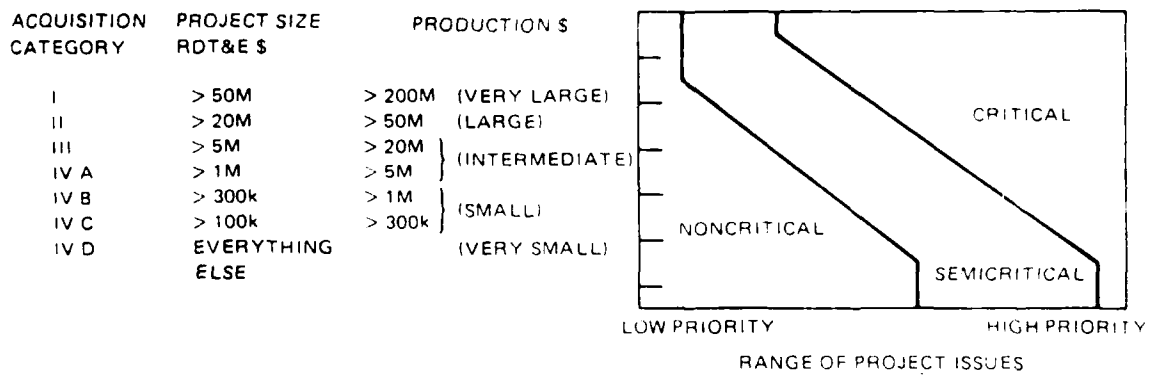 ACQUISITION PROJECT SIZE PRODUCTION $
CATEGORY RDT&E $
I > 50M > 200M (VERY LARGE)
II > 20M > 50M (LARGE)
III > 5M > 20M
(INTERMEDIATE)
IV A > 1M > 5M
IV B > 300k > 1M
(SMALL)
IV C > 100k > 300k
IV D EVERYTHING (VERY SMALL)
ELSE
CRITICAL
NONCRITICAL
SEMICRITICAL
LOW PRIORITY HIGH PRIORITY
RANGE OF PROJECT ISSUES